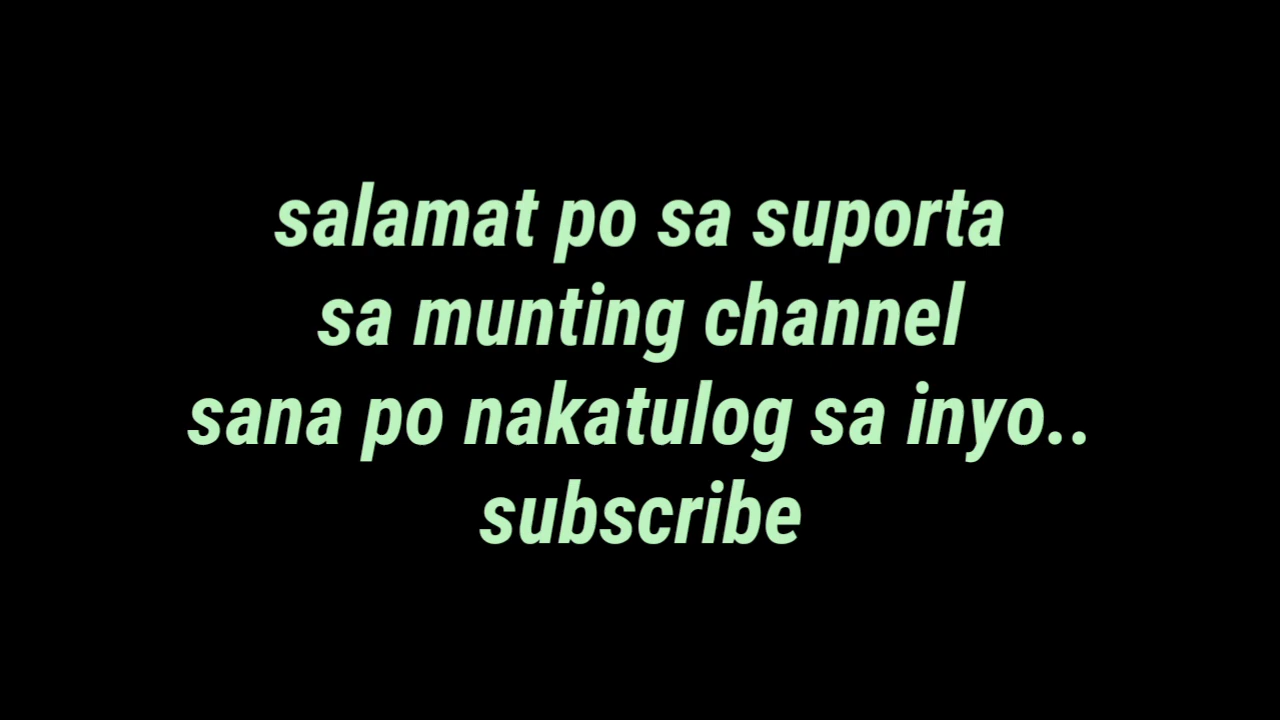 salamat po sa suporta
sa munting channel
sana po nakatulog sa inyo..
subscribe